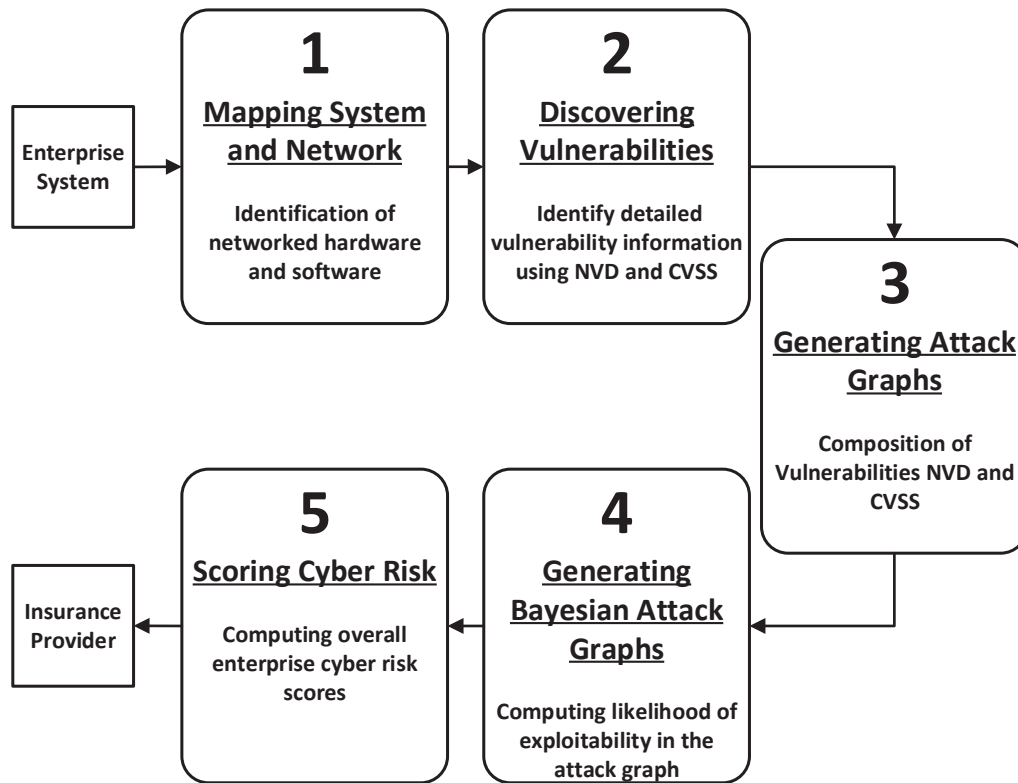 Enterprise
System
1
Mapping System
and Network
Identification of
networked hardware
and software
2
Discovering
Vulnerabilities
Identify detailed
vulnerability information
using NVD and CVSS
3
Generating Attack
Graphs
Composition of
Vulnerabilities NVD and
CVSS
4
Generating
Bayesian Attack
Graphs
Computing likelihood of
exploitability in the
attack graph
5
Scoring Cyber Risk
Computing overall
enterprise cyber risk
scores
Insurance
Provider